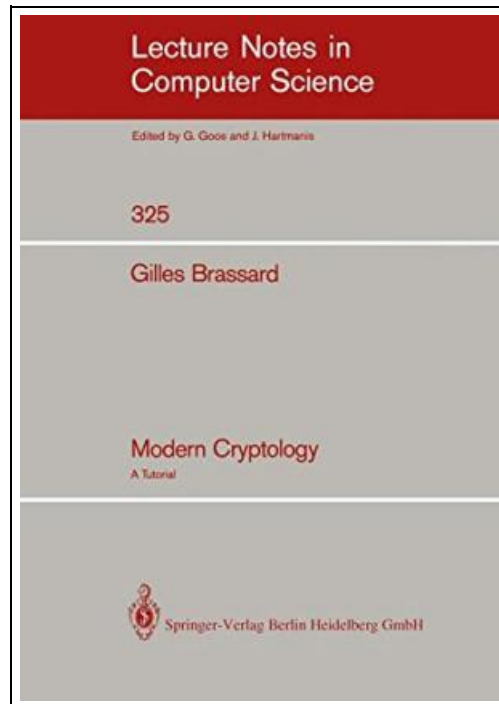 Lecture Notes in
Computer Science
Edited by G. Goos and J. Hartmanis
325
Gilles Brassard
Modern Cryptology
A Tutorial
Springer-Verlag Berlin Heidelberg GmbH